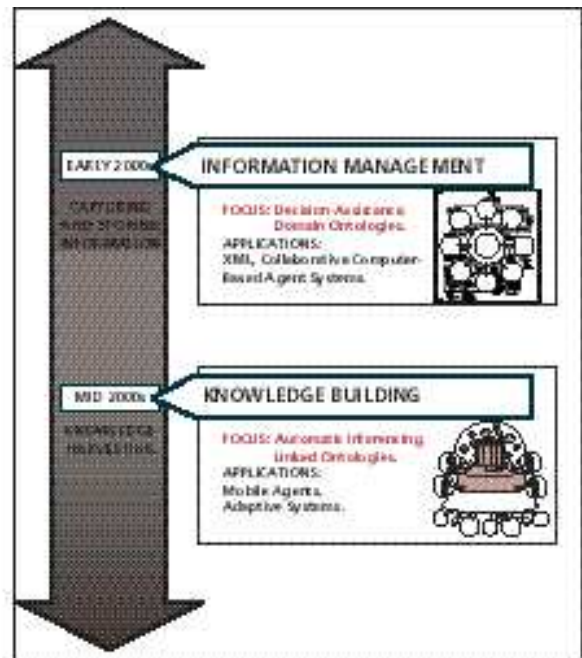 EARLY 2000s
INFORMATION MANAGEMENT
CAPTURING
AND STORING
INFORMATION
FOCUS: Decision-Assistance
Domain Ontologies.
APPLICATIONS:
XML, Collaborative Computer-
Based Agent Systems.
MID 2000s
KNOWLEDGE BUILDING
KNOWLEDGE
FOCUS: Automatic Inferencing
Linked Ontologies.
APPLICATIONS:
Mobile Agents,
Adaptive Systems.